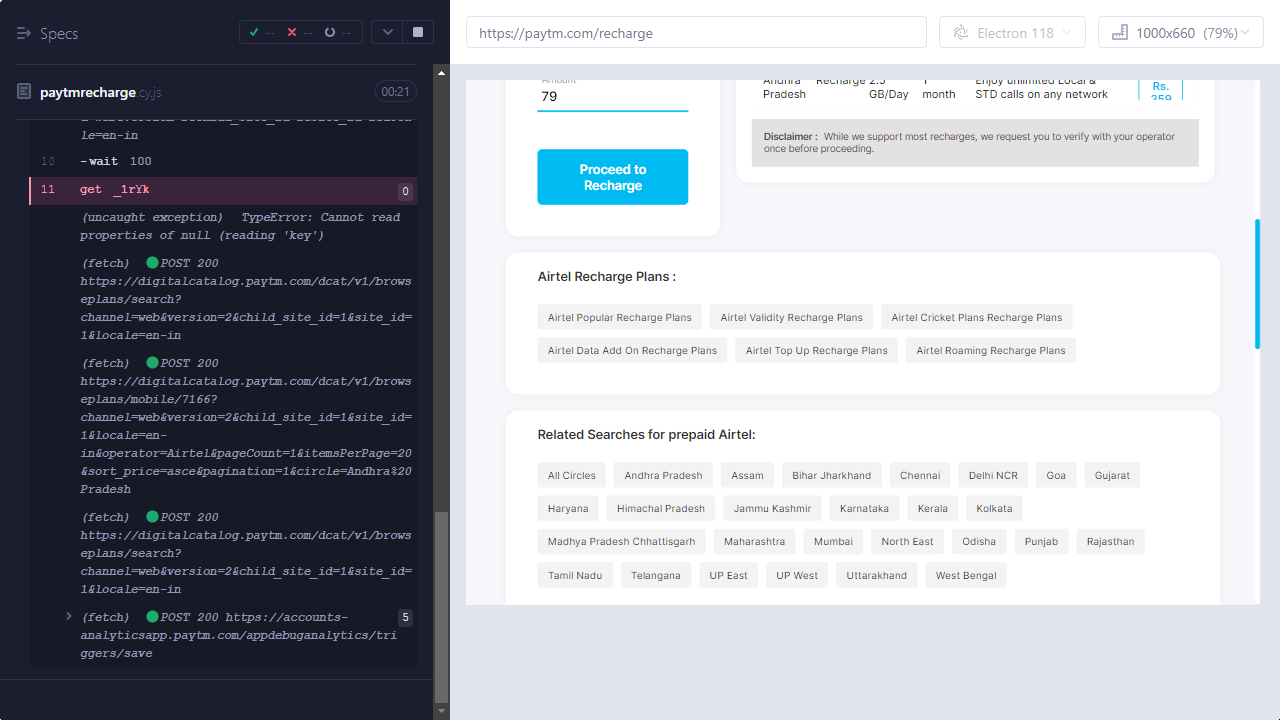 Specs
-- -- --
paytmrecharge.cy.js 00:21
le=en-in
10 -wait 100
11 get _1rYk 0
(uncaught exception) TypeError: Cannot read
properties of null (reading 'key')
(fetch) POST 200
https://digitalcatalog.paytm.com/dcat/v1/brows
eplans/search?
channel=web&version=2&child_site_id=1&site_id=
1&locale=en-in
(fetch) POST 200
https://digitalcatalog.paytm.com/dcat/v1/brows
eplans/mobile/7166?
channel=web&version=2&child_site_id=1&site_id=
1&locale=en-
in&operator=Airtel&pageCount=1&itemsPerPage=20
&sort_price=asce&pagination=1&circle=Andhra%20
Pradesh
(fetch) POST 200
https://digitalcatalog.paytm.com/dcat/v1/brows
eplans/search?
channel=web&version=2&child_site_id=1&site_id=
1&locale=en-in
(fetch) POST 200 https://accounts- 5
analyticsapp.paytm.com/appdebuganalytics/tri
ggers/save
https://paytm.com/recharge
Electron 118
1000x660 (79%)
Amount
79
Proceed to
Recharge
Andhra Recharge 2.5 1 Enjoy unlimited Local & Rs.
Pradesh GB/Day month STD calls on any network 359
Disclaimer : While we support most recharges, we request you to verify with your operator
once before proceeding.
Airtel Recharge Plans :
Airtel Popular Recharge Plans Airtel Validity Recharge Plans Airtel Cricket Plans Recharge Plans
Airtel Data Add On Recharge Plans Airtel Top Up Recharge Plans Airtel Roaming Recharge Plans
Related Searches for prepaid Airtel:
All Circles Andhra Pradesh Assam Bihar Jharkhand Chennai Delhi NCR Goa Gujarat
Haryana Himachal Pradesh Jammu Kashmir Karnataka Kerala Kolkata
Madhya Pradesh Chhattisgarh Maharashtra Mumbai North East Odisha Punjab Rajasthan
Tamil Nadu Telangana UP East UP West Uttarakhand West Bengal